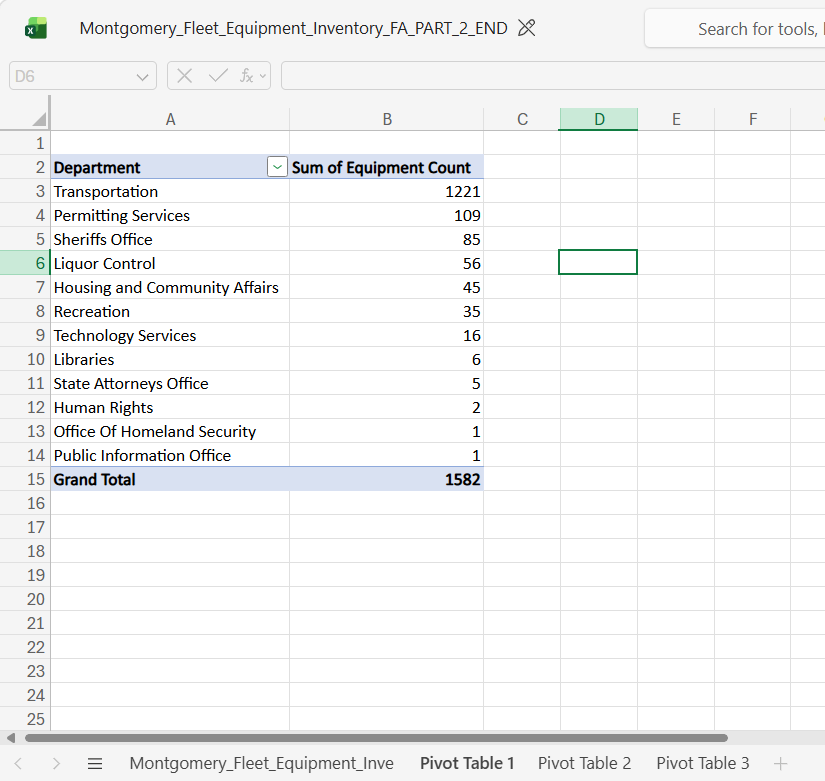 Montgomery_Fleet_Equipment_Inventory_FA_PART_2_END
Search for tools,
D6
fx
A B C D E F
1
2 Department Sum of Equipment Count
3 Transportation 1221
4 Permitting Services 109
5 Sheriffs Office 85
6 Liquor Control 56
7 Housing and Community Affairs 45
8 Recreation 35
9 Technology Services 16
10 Libraries 6
11 State Attorneys Office 5
12 Human Rights 2
13 Office Of Homeland Security 1
14 Public Information Office 1
15 Grand Total 1582
16
17
18
19
20
21
22
23
24
25
Montgomery_Fleet_Equipment_Inve Pivot Table 1 Pivot Table 2 Pivot Table 3